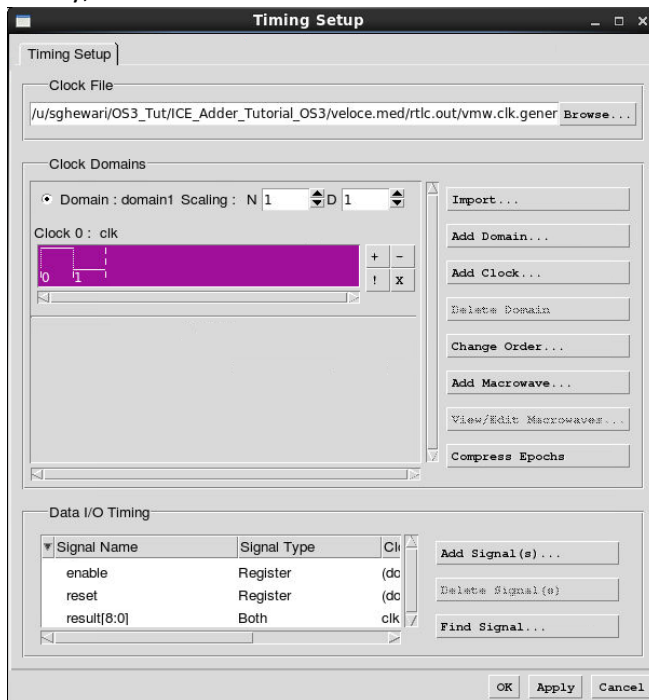 Timing Setup
Timing Setup
Clock File
/u/sghewari/OS3_Tut/ICE_Adder_Tutorial_OS3/veloce.med/rtlc.out/vmw.clk.gener Browse...
Clock Domains
Domain : domain1 Scaling : N 1 D 1
Import...
Clock 0 : clk
Add Domain...
+ -
0 1
! X
Add Clock...
Delete Domain
Change Order...
Add Macrowave...
View/Edit Macrowaves...
Compress Epochs
Data I/O Timing
Signal Name Signal Type Clo
Add Signal(s)...
enable Register (do
reset Register (do
Delete Signal(s)
result[8:0] Both clk
Find Signal...
OK Apply Cancel